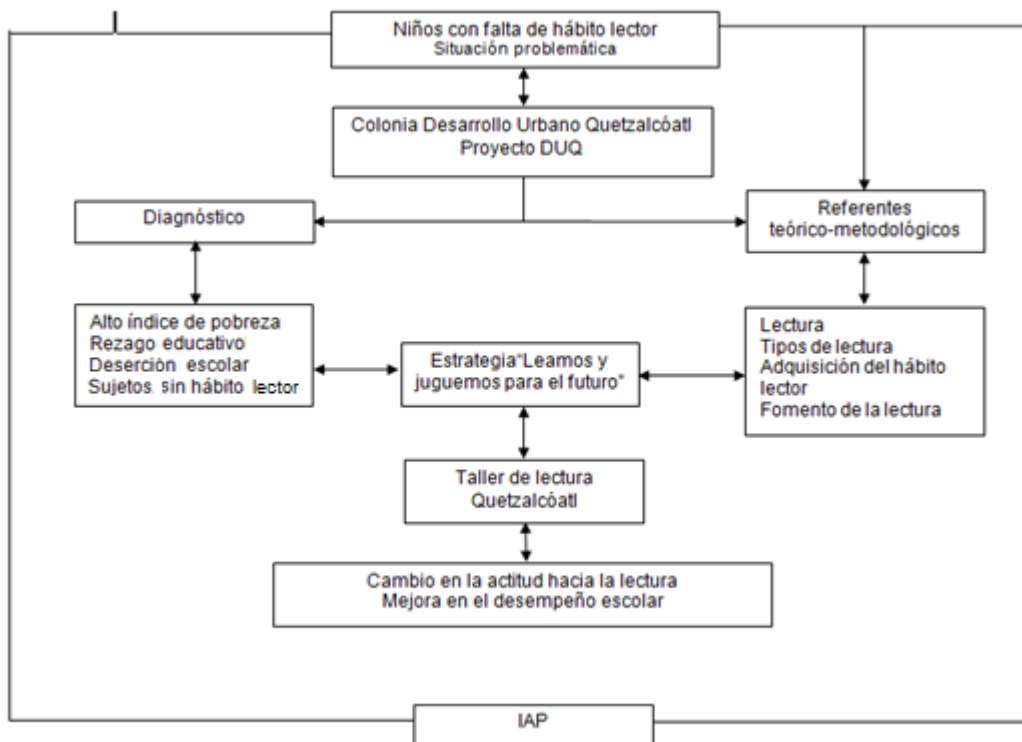 Niños con falta de hábito lector
Situación problemática
Colonia Desarrollo Urbano Quetzalcóatl
Proyecto DUQ
Diagnóstico
Referentes
teórico-metodológicos
Alto índice de pobreza
Rezago educativo
Deserción escolar
Sujetos sin hábito lector
Estrategia“Leamos y
juguemos para el futuro”
Lectura
Tipos de lectura
Adquisición del hábito
lector
Fomento de la lectura
Taller de lectura
Quetzalcóatl
Cambio en la actitud hacia la lectura
Mejora en el desempeño escolar
IAP